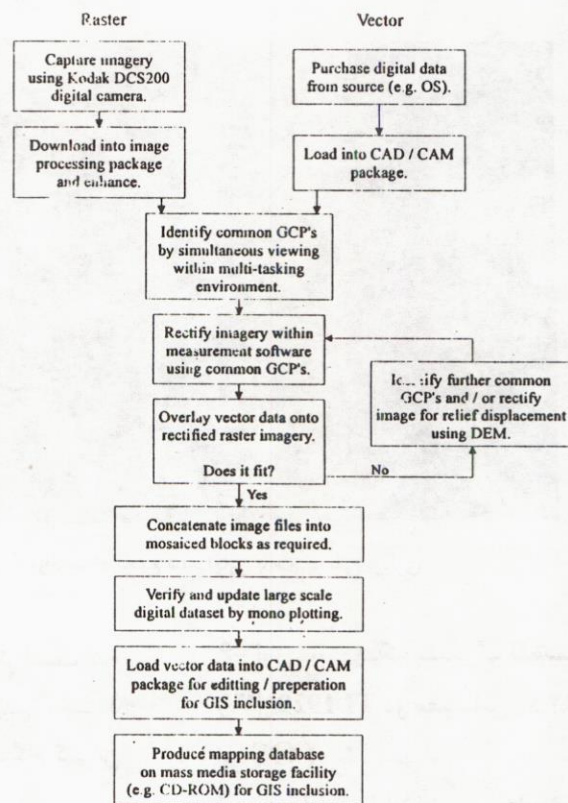 Raster
Vector
Capture imagery
using Kodak DCS200
digital camera.
Purchase digital data
from source (e.g. OS).
Download into image
processing package
and enhance.
Load into CAD / CAM
package.
Identify common GCP's
by simultaneous viewing
within multi-tasking
environment.
Rectify imagery within
measurement software
using common GCP's.
further common
GCP's and / or rectify
image for relief displacement
using DEM.
Overlay vector data onto
rectified raster imagery.
Does it fit?
No
Yes
Concatenate image files into
mosaiced blocks as required.
Verify and update large scale
digital dataset by mono plotting.
Load vector data into CAD / CAM
package for editting / preperation
for GIS inclusion.
Produce mapping database
on mass media storage facility
(e.g. CD-ROM) for GIS inclusion.